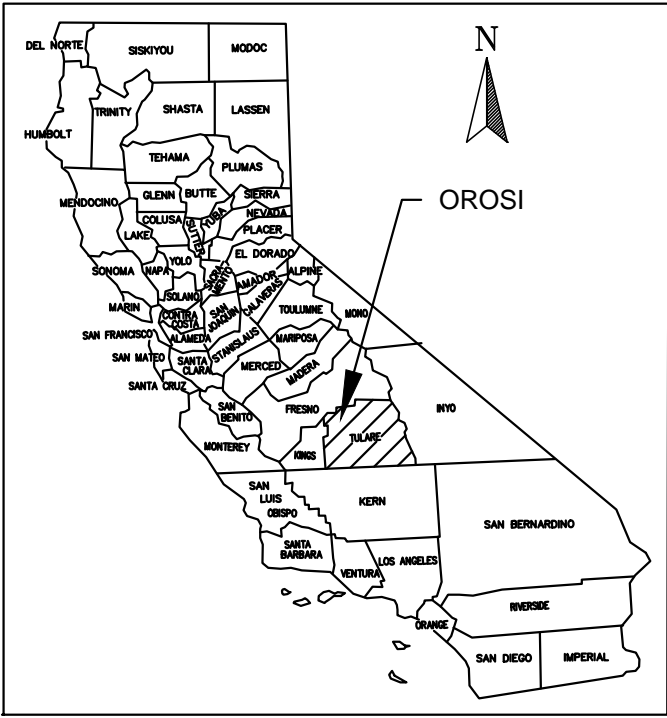 N
DEL NORTE
SISKIYOU
MODOC
HUMBOLT
TRINITY
SHASTA
LASSEN
TEHAMA
PLUMAS
MENDOCINO
GLENN
BUTTE
SIERRA
OROSI
COLUSA
LAKE
SUTTER
YUBA
NEVADA
PLACER
SONOMA
NAPA
YOLO
SACRA
MENTO
EL DORADO
AMADOR
ALPINE
SOLANO
MARIN
CONTRA
COSTA
SAN
JOAQUIN
CALAVERAS
TOULUMNE
MONO
SAN FRANCISCO
ALAMEDA
STANISLAUS
MARIPOSA
SAN MATEO
SANTA
CLARA
MERCED
MADERA
SANTA CRUZ
SAN
BENITO
FRESNO
INYO
MONTEREY
KINGS
TULARE
SAN
LUIS
OBISPO
KERN
SAN BERNARDINO
SANTA
BARBARA
VENTURA
LOS ANGELES
ORANGE
RIVERSIDE
SAN DIEGO
IMPERIAL